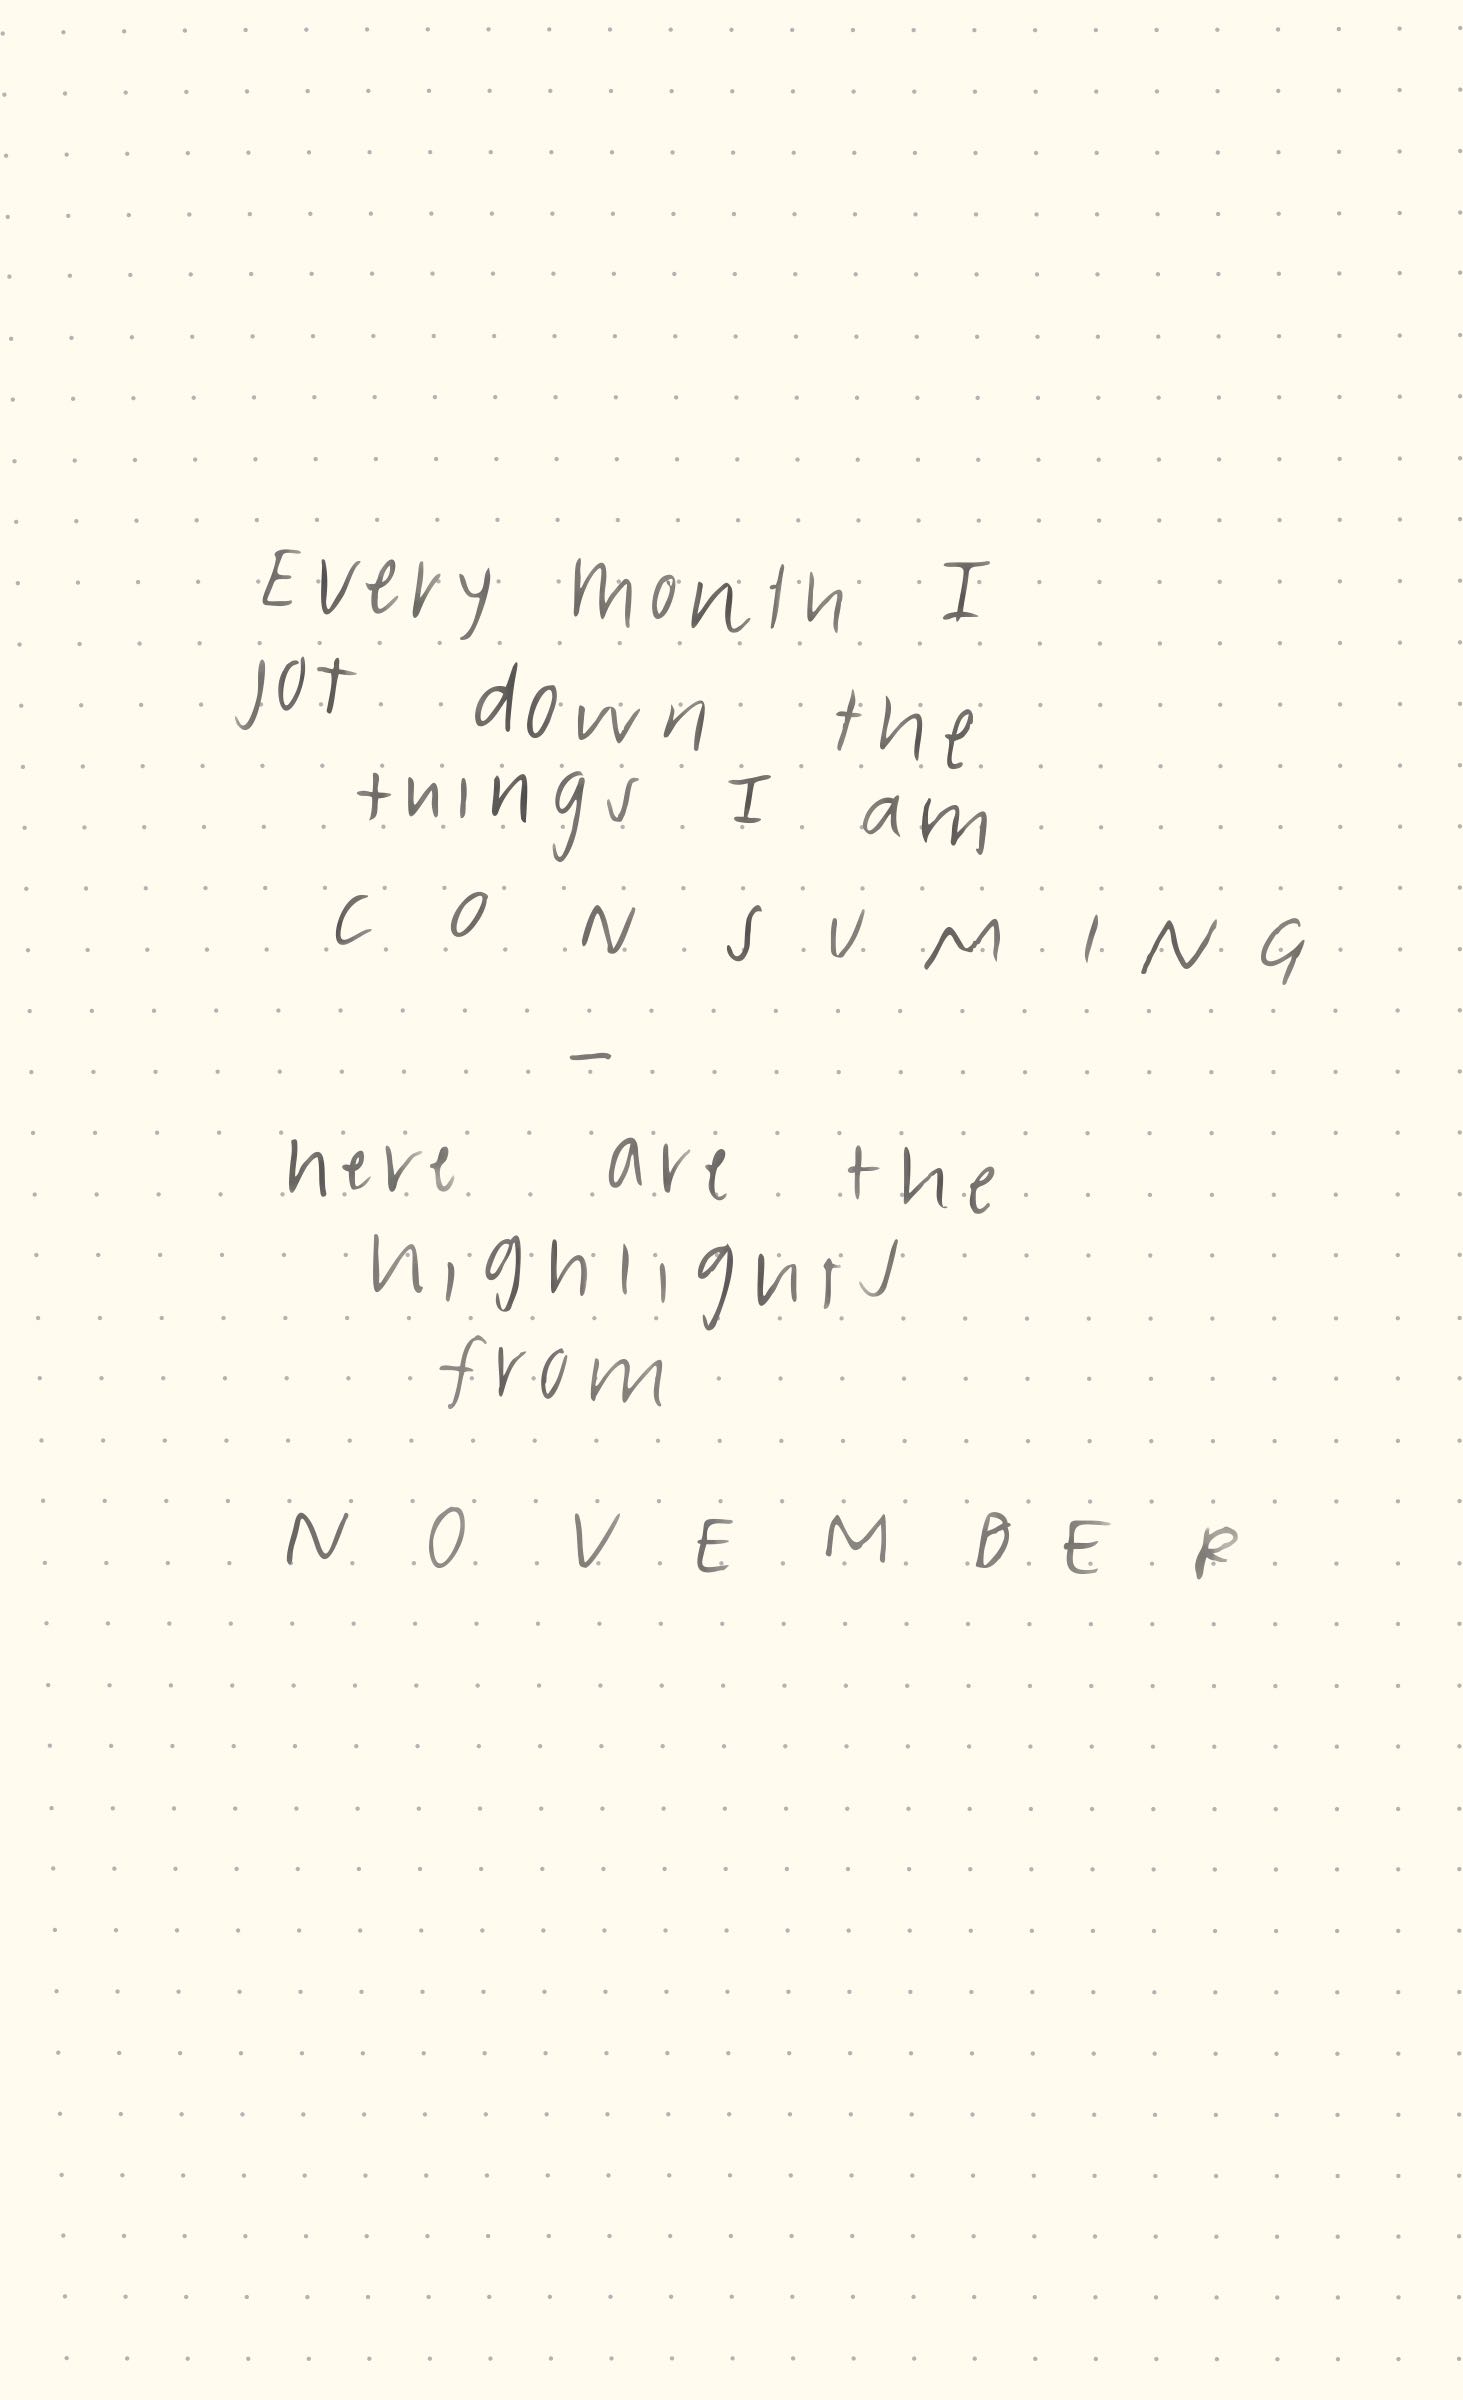 Every month I
jot down the
things I am
C O N S U M I N G
—
here are the
highlights
from
N O V E M B E R